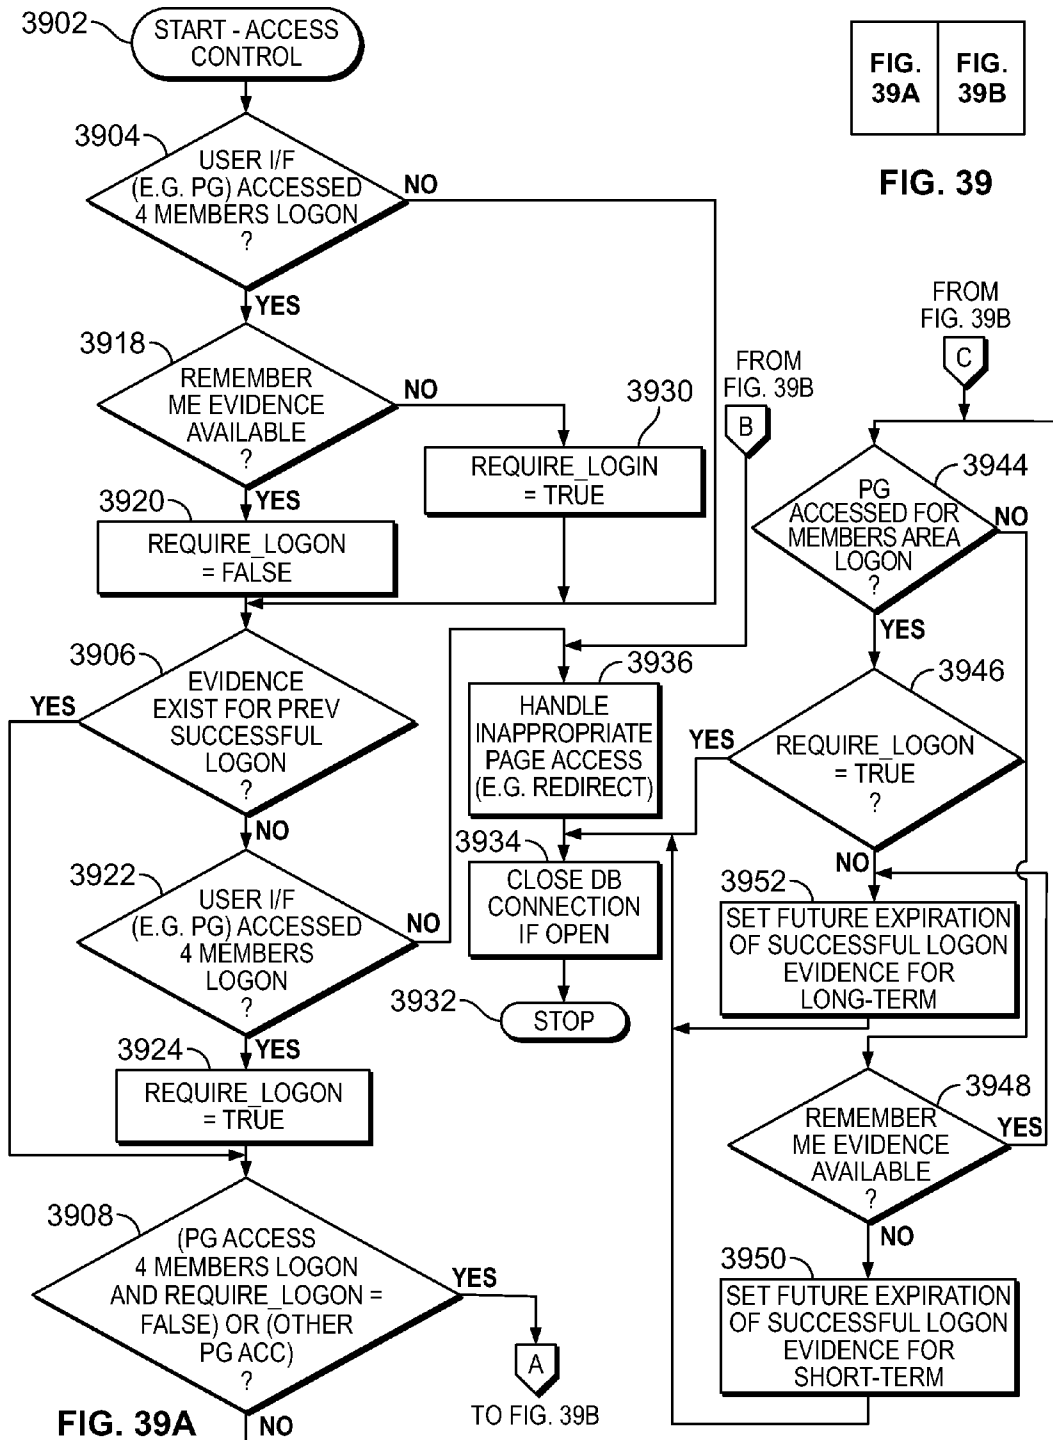 3902
START - ACCESS
CONTROL
FIG.
39A
FIG.
39B
FIG. 39
3904
USER I/F
(E.G. PG) ACCESSED
4 MEMBERS LOGON
?
NO
YES
3918
REMEMBER
ME EVIDENCE
AVAILABLE
?
NO
YES
3930
REQUIRE_LOGIN
= TRUE
3920
REQUIRE_LOGON
= FALSE
3906
EVIDENCE
EXIST FOR PREV
SUCCESSFUL
LOGON
?
YES
NO
3922
USER I/F
(E.G. PG) ACCESSED
4 MEMBERS
LOGON
?
NO
YES
3924
REQUIRE_LOGON
= TRUE
3908
(PG ACCESS
4 MEMBERS LOGON
AND REQUIRE_LOGON =
FALSE) OR (OTHER
PG ACC)
?
YES
NO
A
TO FIG. 39B
FIG. 39A
FROM
FIG. 39B
B
3936
HANDLE
INAPPROPRIATE
PAGE ACCESS
(E.G. REDIRECT)
3934
CLOSE DB
CONNECTION
IF OPEN
3932
STOP
FROM
FIG. 39B
C
3944
PG
ACCESSED FOR
MEMBERS AREA
LOGON
?
NO
YES
3946
REQUIRE_LOGON
= TRUE
?
YES
NO
3952
SET FUTURE EXPIRATION
OF SUCCESSFUL LOGON
EVIDENCE FOR
LONG-TERM
3948
REMEMBER
ME EVIDENCE
AVAILABLE
?
YES
NO
3950
SET FUTURE EXPIRATION
OF SUCCESSFUL LOGON
EVIDENCE FOR
SHORT-TERM